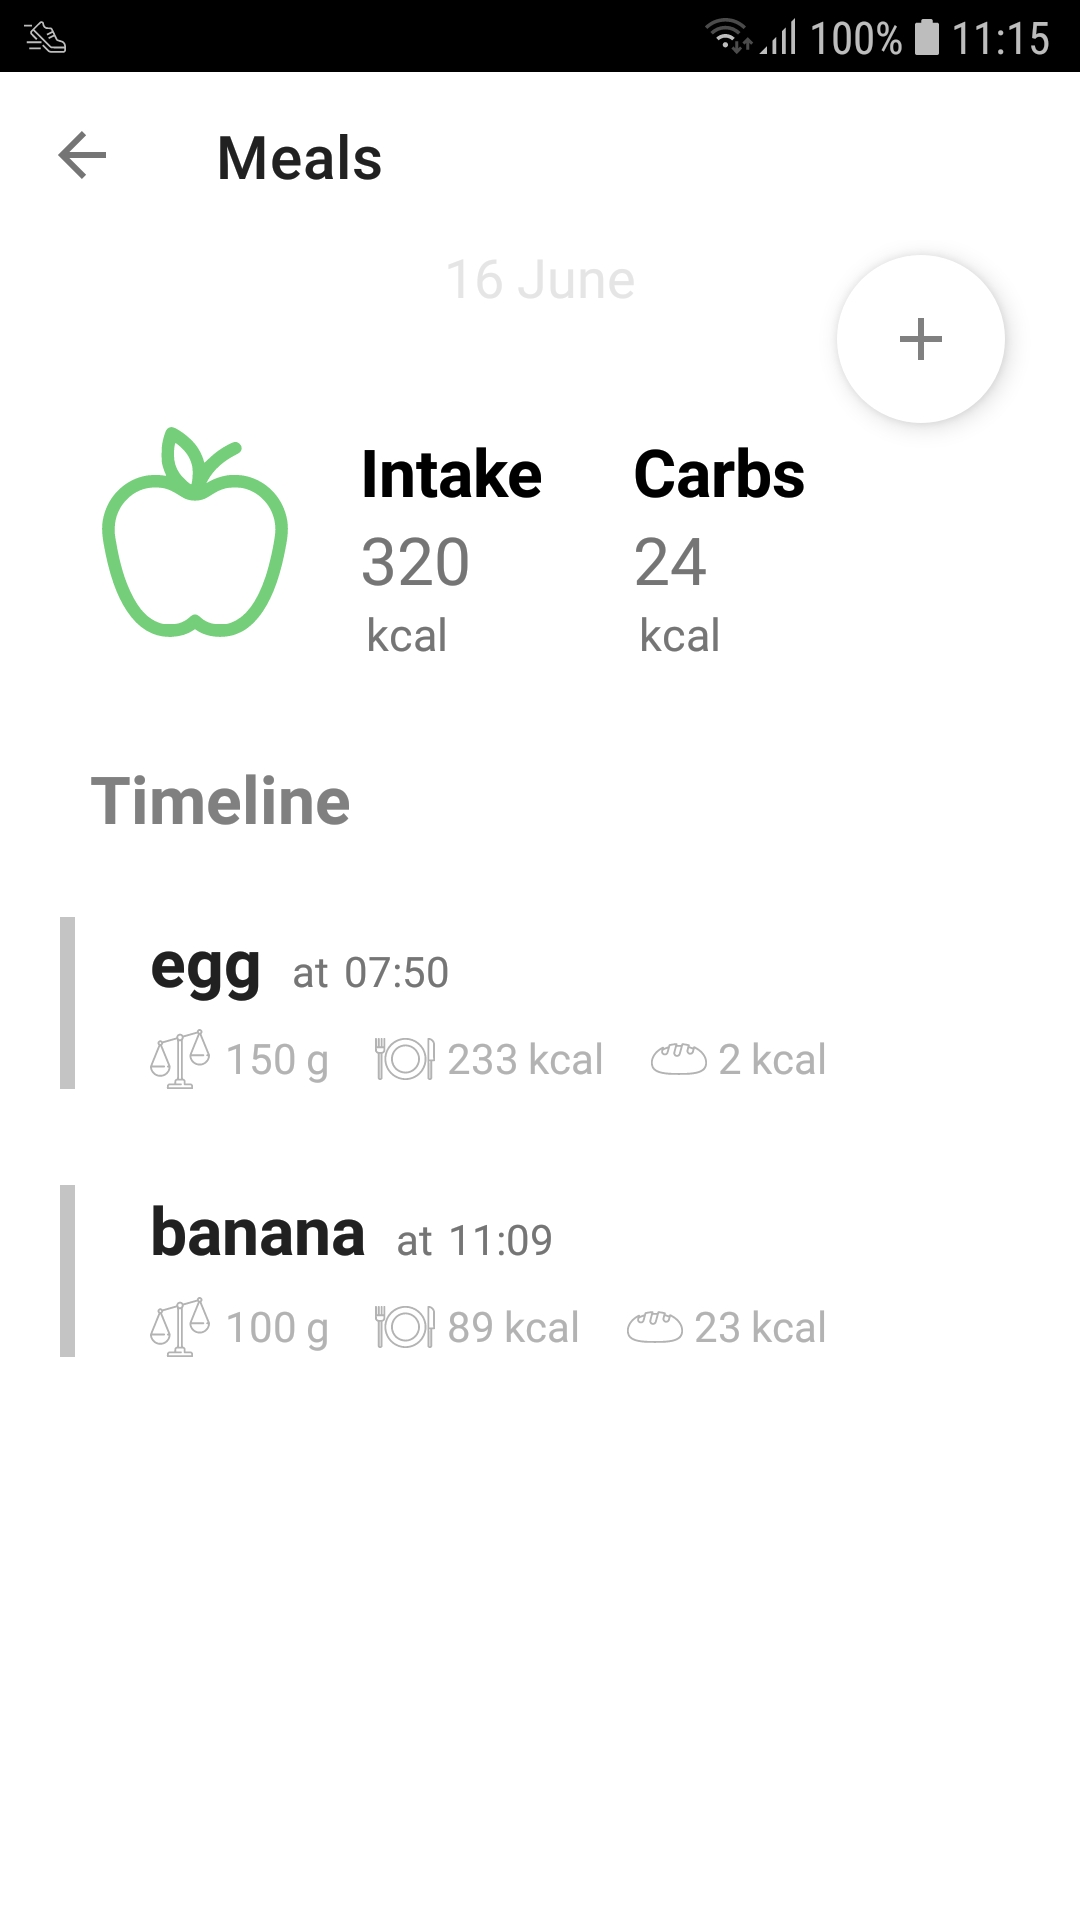 100% 11:15
Meals
16 June
Intake Carbs
320 24
kcal kcal
Timeline
egg at 07:50
150 g 233 kcal 2 kcal
banana at 11:09
100 g 89 kcal 23 kcal